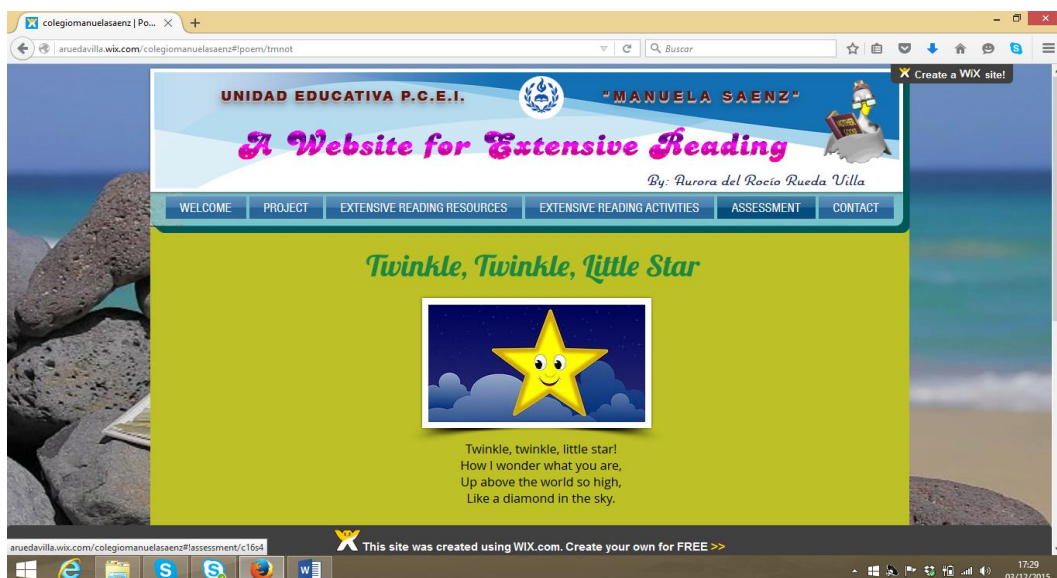 colegiomanuelasaenz | Po...
aruedavilla.wix.com/colegiomanuelasaenz#!poem/tmnot
Buscar
Create a WiX site!
UNIDAD EDUCATIVA P.C.E.I. "MANUELA SAENZ"
A Website for Extensive Reading
By: Aurora del Rocío Rueda Villa
WELCOME PROJECT EXTENSIVE READING RESOURCES EXTENSIVE READING ACTIVITIES ASSESSMENT CONTACT
Twinkle, Twinkle, Little Star
Twinkle, twinkle, little star!
How I wonder what you are,
Up above the world so high,
Like a diamond in the sky.
This site was created using WIX.com. Create your own for FREE >>
aruedavilla.wix.com/colegiomanuelasaenz#!assessment/c16s4
17:29
03/12/2015